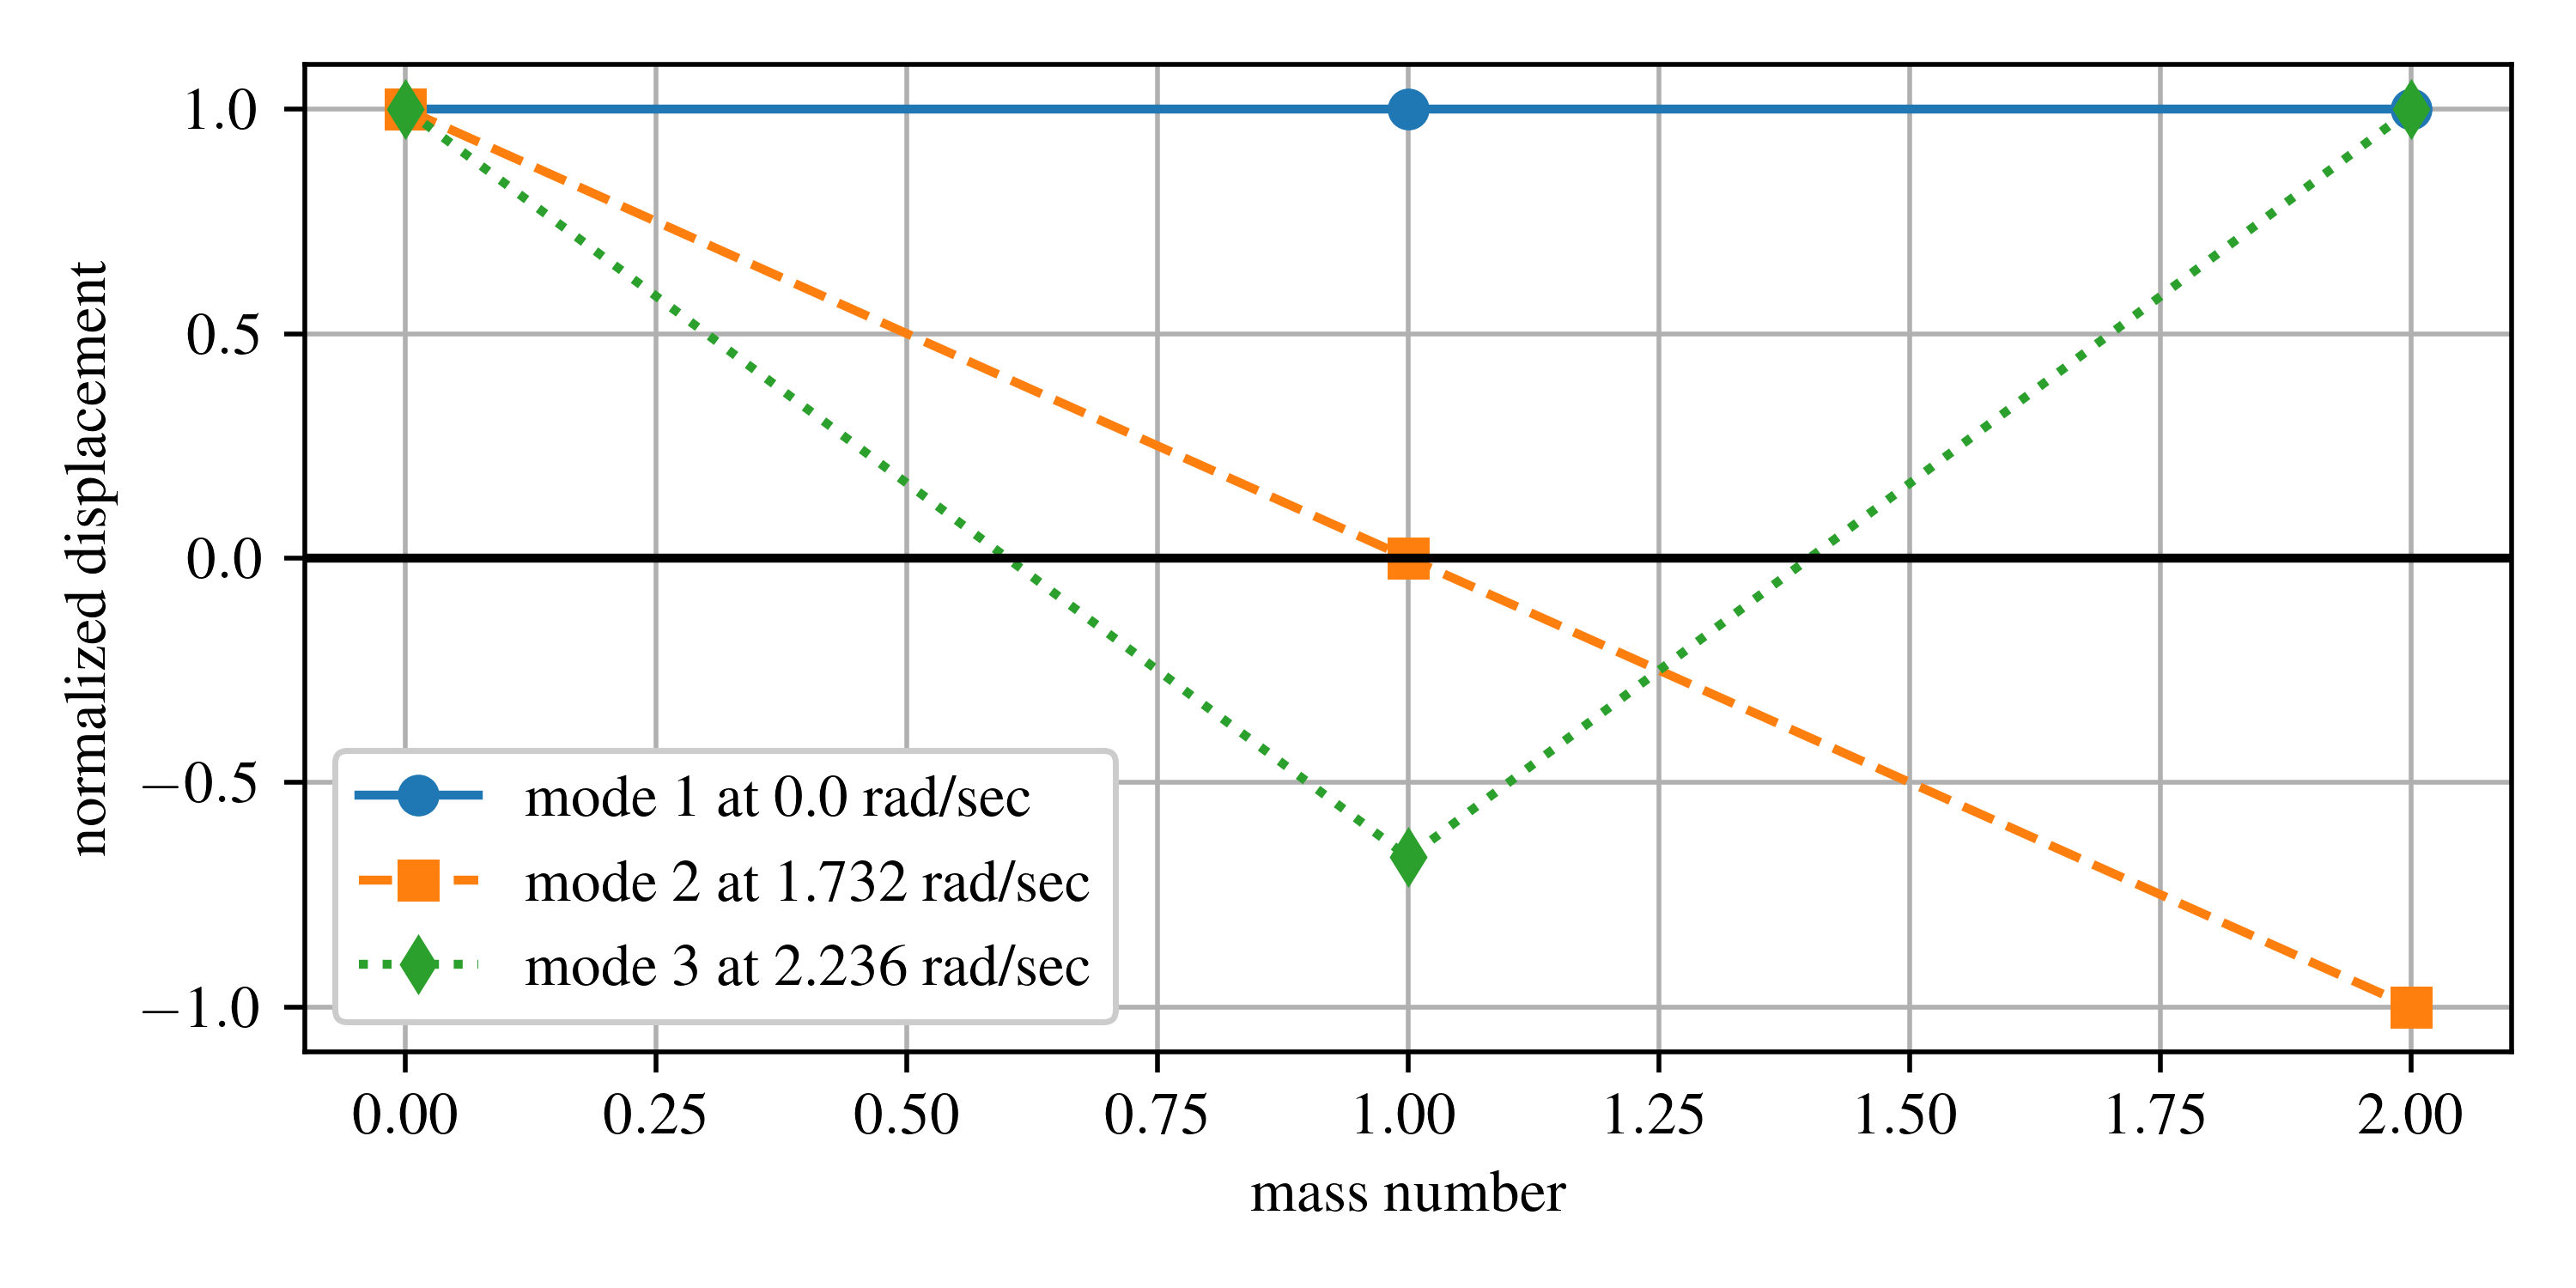 1.0
0.5
0.0
−0.5
−1.0
normalized displacement
mode 1 at 0.0 rad/sec
mode 2 at 1.732 rad/sec
mode 3 at 2.236 rad/sec
0.00 0.25 0.50 0.75 1.00 1.25 1.50 1.75 2.00
mass number